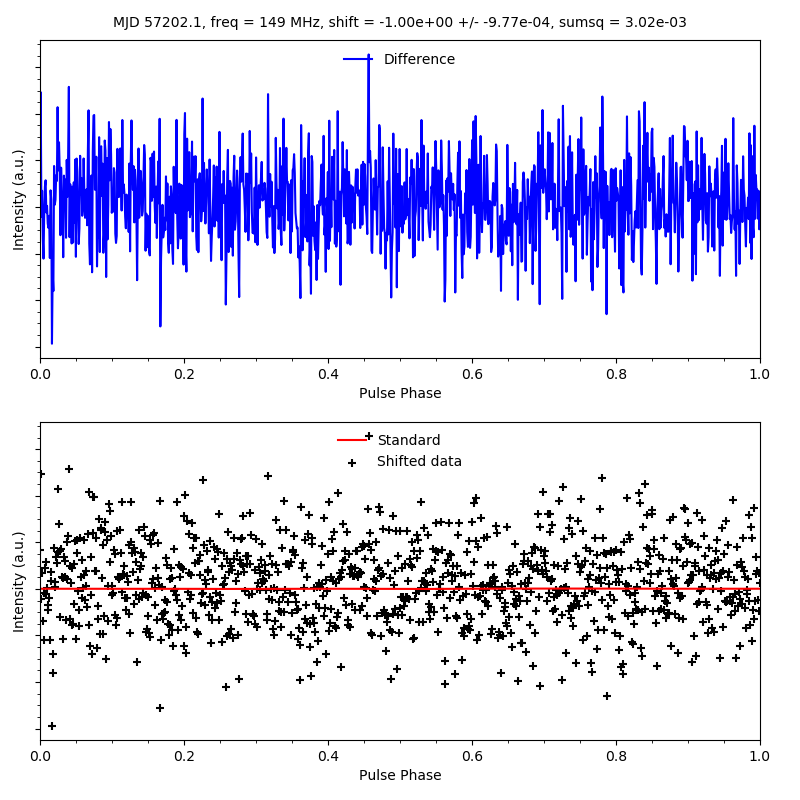 MJD 57202.1, freq = 149 MHz, shift = -1.00e+00 +/- -9.77e-04, sumsq = 3.02e-03
Difference
Intensity (a.u.)
0.0 0.2 0.4 0.6 0.8 1.0
Pulse Phase
Standard
Shifted data
Intensity (a.u.)
0.0 0.2 0.4 0.6 0.8 1.0
Pulse Phase